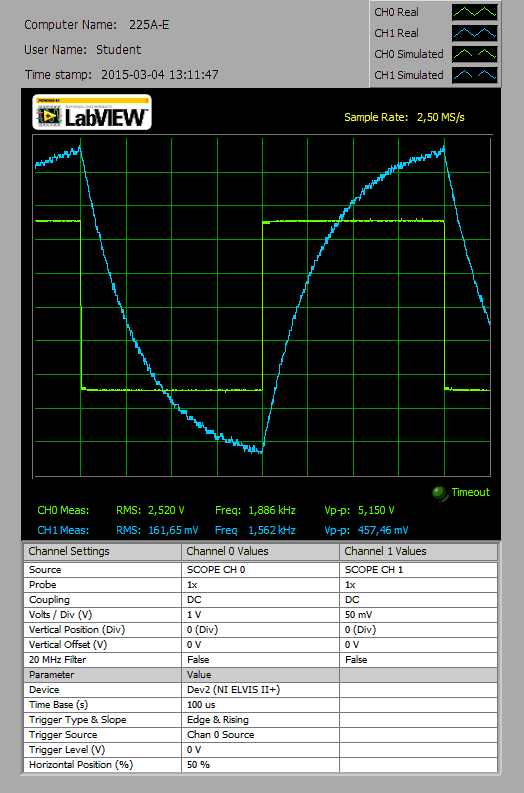 Computer Name: 225A-E
User Name: Student
Time stamp: 2015-03-04 13:11:47
CH0 Real
CH1 Real
CH0 Simulated
CH1 Simulated
LabVIEW
Sample Rate: 2,50 MS/s
Timeout
CH0 Meas: RMS: 2,520 V Freq: 1,886 kHz Vp-p: 5,150 V
CH1 Meas: RMS: 161,65 mV Freq 1,562 kHz Vp-p: 457,46 mV
Channel Settings Channel 0 Values Channel 1 Values
Source SCOPE CH 0 SCOPE CH 1
Probe 1x 1x
Coupling DC DC
Volts / Div (V) 1 V 50 mV
Vertical Position (Div) 0 (Div) 0 (Div)
Vertical Offset (V) 0 V 0 V
20 MHz Filter False False
Parameter Value
Device Dev2 (NI ELVIS II+)
Time Base (s) 100 us
Trigger Type & Slope Edge & Rising
Trigger Source Chan 0 Source
Trigger Level (V) 0 V
Horizontal Position (%) 50 %